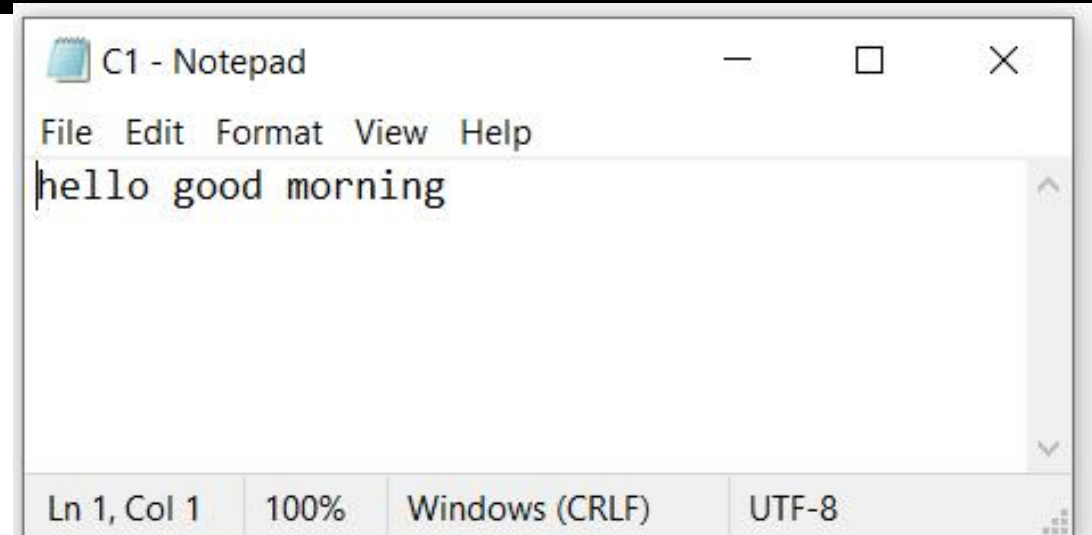 C1 - Notepad
File Edit Format View Help
hello good morning
Ln 1, Col 1 100% Windows (CRLF) UTF-8